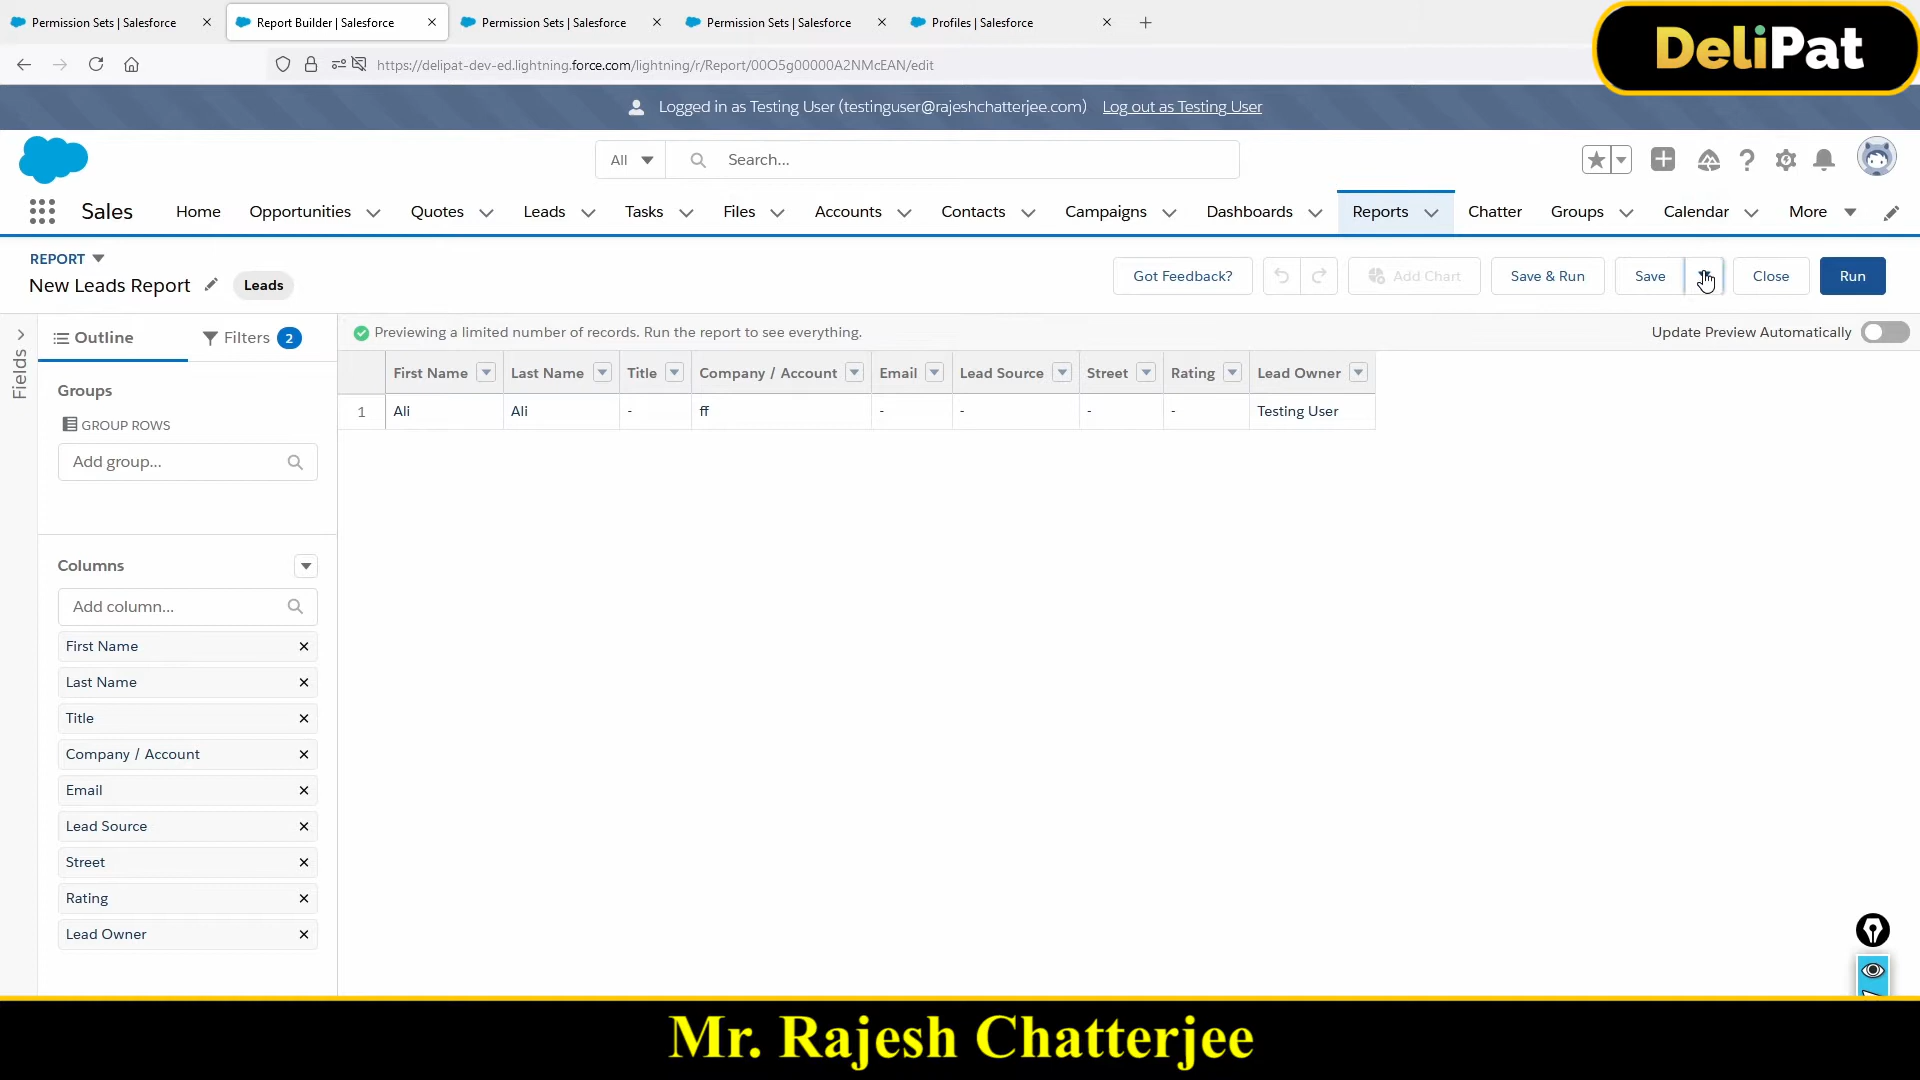 Permission Sets | Salesforce
Report Builder | Salesforce
Permission Sets | Salesforce
Permission Sets | Salesforce
Profiles | Salesforce
DeliPat
https://delipat-dev-ed.lightning.force.com/lightning/r/Report/00O5g00000A2NMcEAN/edit
Logged in as Testing User (testinguser@rajeshchatterjee.com) Log out as Testing User
All
Search...
Sales
Home
Opportunities
Quotes
Leads
Tasks
Files
Accounts
Contacts
Campaigns
Dashboards
Reports
Chatter
Groups
Calendar
More
REPORT
New Leads Report
Leads
Got Feedback?
Add Chart
Save & Run
Save
Close
Run
Fields
Outline
Filters 2
Previewing a limited number of records. Run the report to see everything.
Update Preview Automatically
Groups
GROUP ROWS
Add group...
Columns
Add column...
First Name
Last Name
Title
Company / Account
Email
Lead Source
Street
Rating
Lead Owner
First Name Last Name Title Company / Account Email Lead Source Street Rating Lead Owner
1 Ali Ali - ff - - - - Testing User
Mr. Rajesh Chatterjee